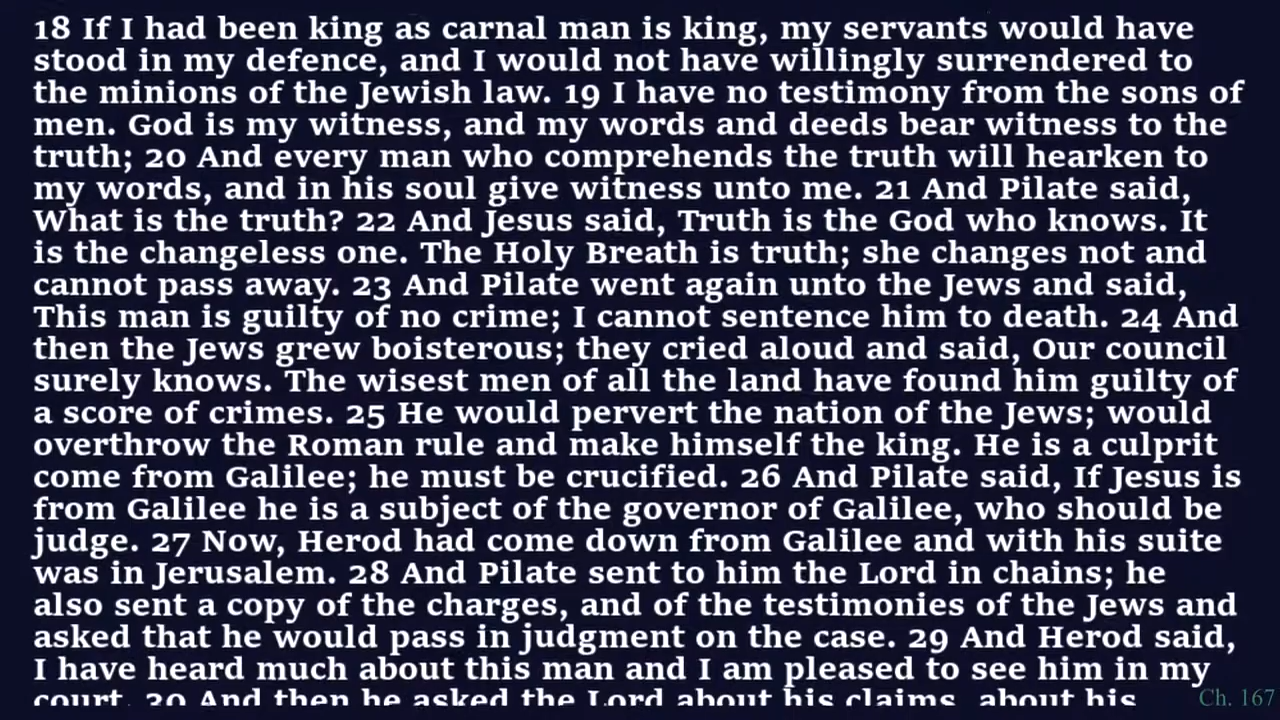 18 If I had been king as carnal man is king, my servants would have
stood in my defence, and I would not have willingly surrendered to
the minions of the Jewish law. 19 I have no testimony from the sons of
men. God is my witness, and my words and deeds bear witness to the
truth; 20 And every man who comprehends the truth will hearken to
my words, and in his soul give witness unto me. 21 And Pilate said,
What is the truth? 22 And Jesus said, Truth is the God who knows. It
is the changeless one. The Holy Breath is truth; she changes not and
cannot pass away. 23 And Pilate went again unto the Jews and said,
This man is guilty of no crime; I cannot sentence him to death. 24 And
then the Jews grew boisterous; they cried aloud and said, Our council
surely knows. The wisest men of all the land have found him guilty of
a score of crimes. 25 He would pervert the nation of the Jews; would
overthrow the Roman rule and make himself the king. He is a culprit
come from Galilee; he must be crucified. 26 And Pilate said, If Jesus is
from Galilee he is a subject of the governor of Galilee, who should be
judge. 27 Now, Herod had come down from Galilee and with his suite
was in Jerusalem. 28 And Pilate sent to him the Lord in chains; he
also sent a copy of the charges, and of the testimonies of the Jews and
asked that he would pass in judgment on the case. 29 And Herod said,
I have heard much about this man and I am pleased to see him in my
court. 30 And then he asked the Lord about his claims, about his
Ch. 167